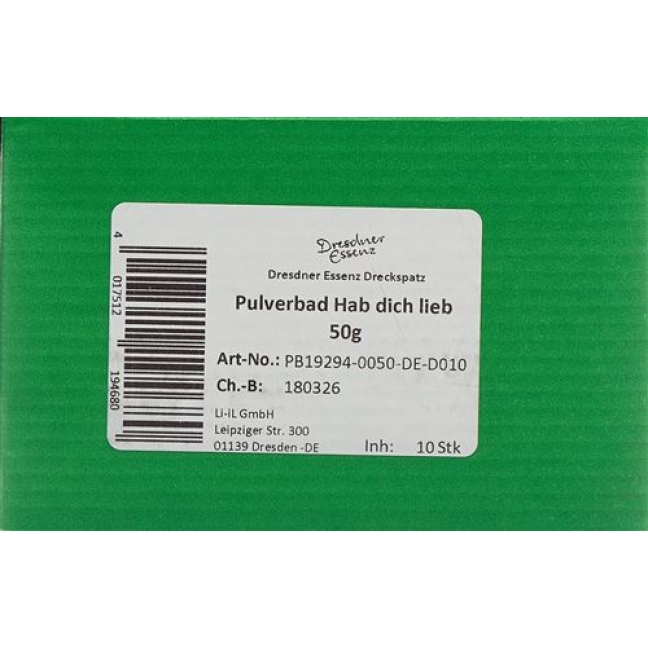 Dresdner
Essenz
Dresdner Essenz Dreckspatz
Pulverbad Hab dich lieb
50g
Art-No.: PB19294-0050-DE-D010
Ch.-B: 180326
Li-iL GmbH
Leipziger Str. 300
01139 Dresden -DE
Inh: 10 Stk
4 017512 194680